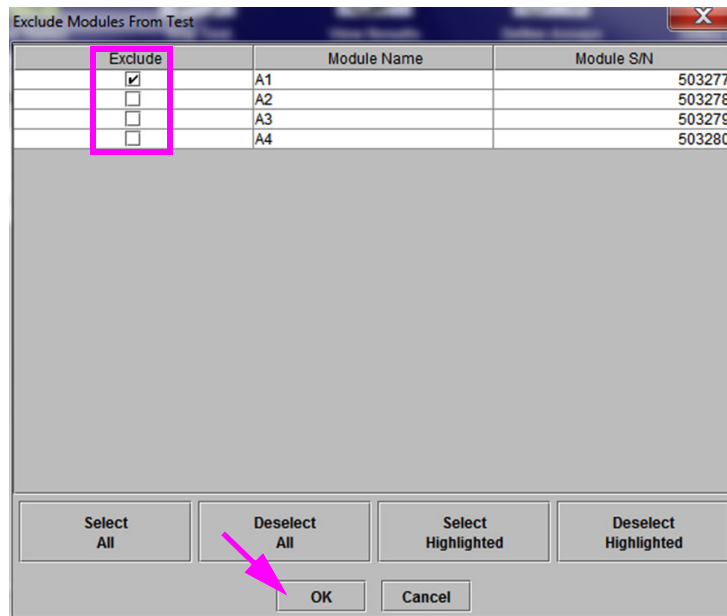 Exclude Modules From Test
Exclude Module Name Module S/N
A1 503277
A2 503278
A3 503279
A4 503280
Select All Deselect All Select Highlighted Deselect Highlighted
OK Cancel